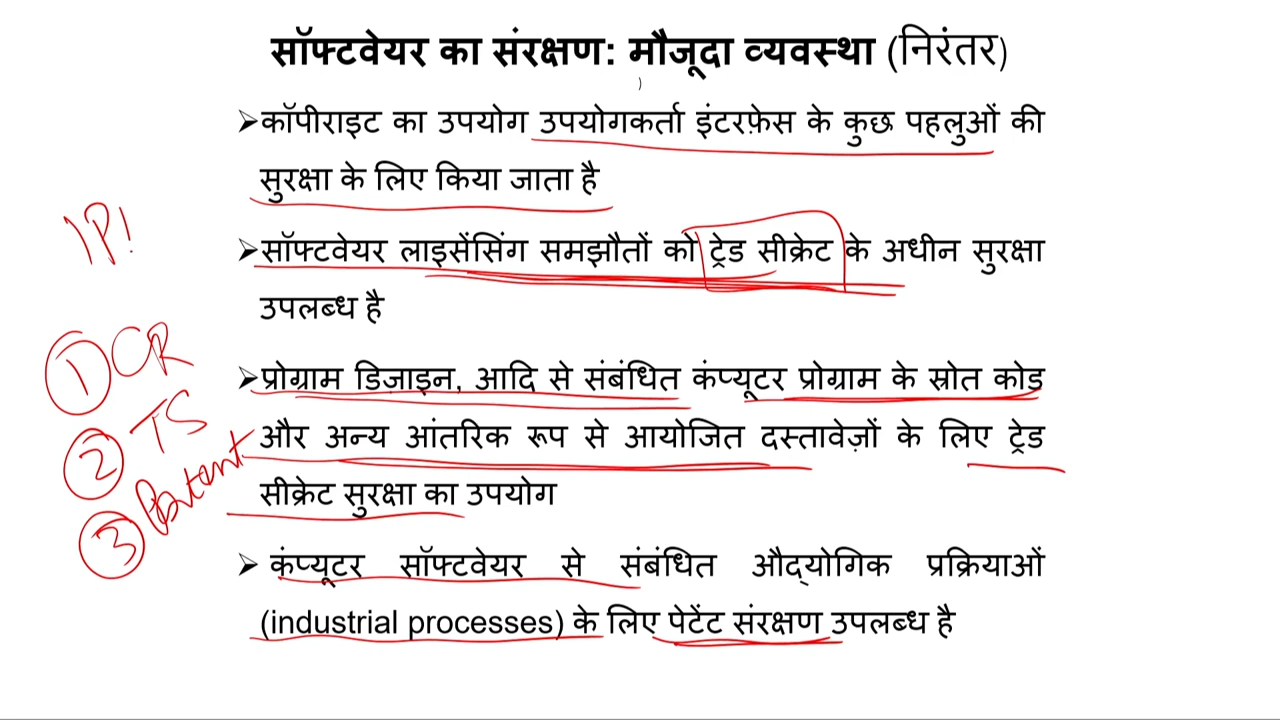 सॉफ्टवेयर का संरक्षण: मौजूदा व्यवस्था (निरंतर)
)
➢कॉपीराइट का उपयोग उपयोगकर्ता इंटरफ़ेस के कुछ पहलुओं की
सुरक्षा के लिए किया जाता है
➢सॉफ्टवेयर लाइसेंसिंग समझौतों को ट्रेड सीक्रेट के अधीन सुरक्षा
उपलब्ध है
➢प्रोग्राम डिज़ाइन, आदि से संबंधित कंप्यूटर प्रोग्राम के स्रोत कोड
और अन्य आंतरिक रूप से आयोजित दस्तावेज़ों के लिए ट्रेड
सीक्रेट सुरक्षा का उपयोग
➢ कंप्यूटर सॉफ्टवेयर से संबंधित औद्योगिक प्रक्रियाओं
(industrial processes) के लिए पेटेंट संरक्षण उपलब्ध है
IP!
① CR
② TS
③ Patent